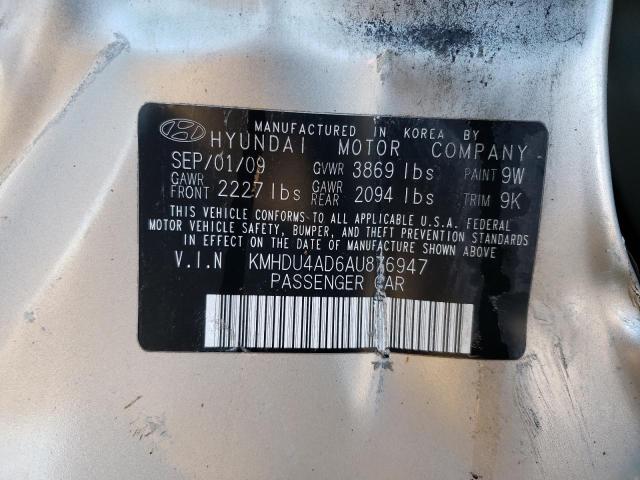 MANUFACTURED IN KOREA BY
HYUNDAI MOTOR COMPANY
SEP/01/09 GVWR 3869 lbs PAINT 9W
GAWR FRONT 2227 lbs GAWR REAR 2094 lbs TRIM 9K
THIS VEHICLE CONFORMS TO ALL APPLICABLE U.S.A. FEDERAL
MOTOR VEHICLE SAFETY, BUMPER, AND THEFT PREVENTION STANDARDS
IN EFFECT ON THE DATE OF MANUFACTURE SHOWN ABOVE.
V.I.N KMHDU4AD6AU876947
PASSENGER CAR